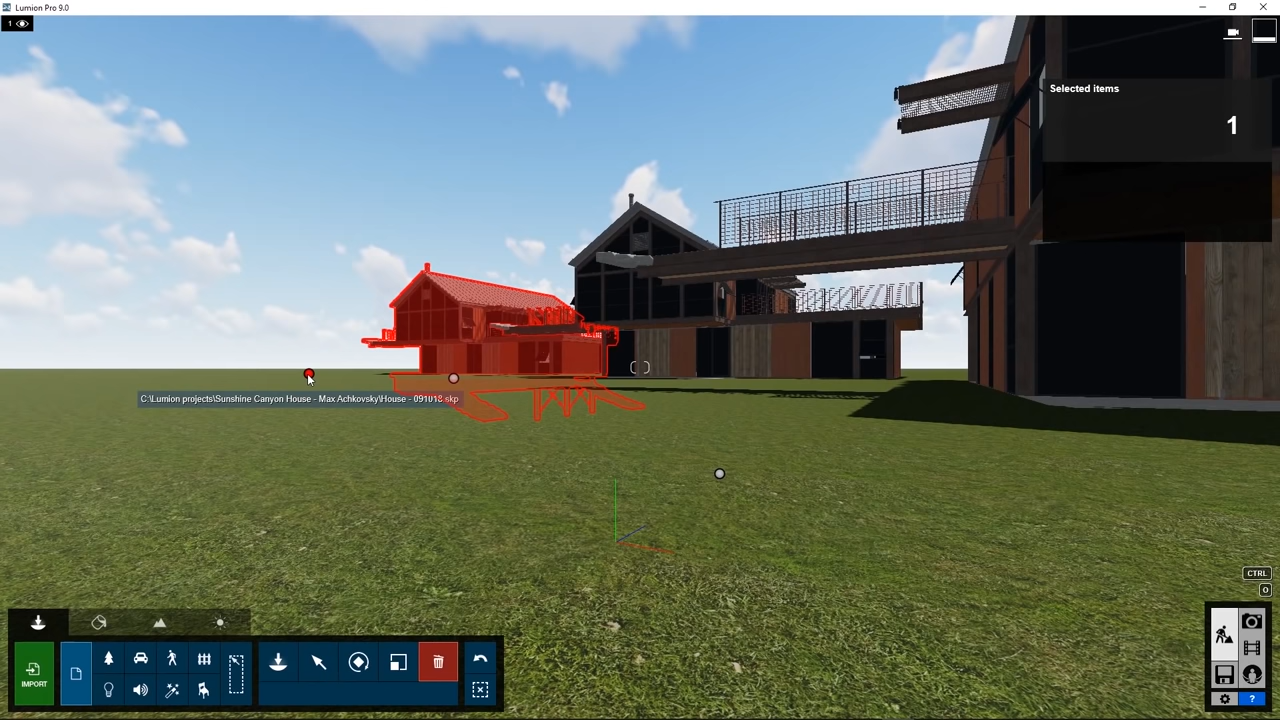 Lumion Pro 9.0
1
Selected items
1
C:\Lumion projects\Sunshine Canyon House - Max Achkovsky\House - 091018.skp
CTRL
O
IMPORT
?